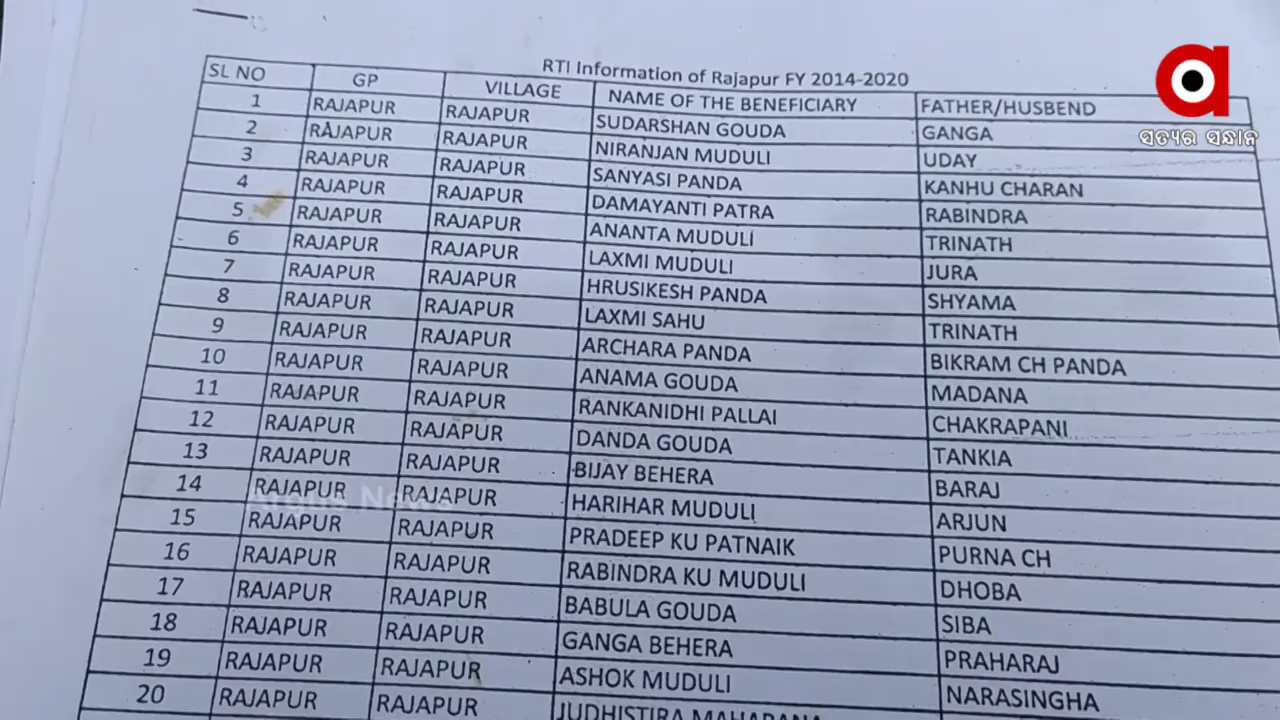 RTI Information of Rajapur FY 2014-2020
SL NO GP VILLAGE NAME OF THE BENEFICIARY FATHER/HUSBEND
1 RAJAPUR RAJAPUR SUDARSHAN GOUDA GANGA
2 RAJAPUR RAJAPUR NIRANJAN MUDULI UDAY
3 RAJAPUR RAJAPUR SANYASI PANDA KANHU CHARAN
4 RAJAPUR RAJAPUR DAMAYANTI PATRA RABINDRA
5 RAJAPUR RAJAPUR ANANTA MUDULI TRINATH
6 RAJAPUR RAJAPUR LAXMI MUDULI JURA
7 RAJAPUR RAJAPUR HRUSIKESH PANDA SHYAMA
8 RAJAPUR RAJAPUR LAXMI SAHU TRINATH
9 RAJAPUR RAJAPUR ARCHARA PANDA BIKRAM CH PANDA
10 RAJAPUR RAJAPUR ANAMA GOUDA MADANA
11 RAJAPUR RAJAPUR RANKANIDHI PALLAI CHAKRAPANI
12 RAJAPUR RAJAPUR DANDA GOUDA TANKIA
13 RAJAPUR RAJAPUR BIJAY BEHERA BARAJ
14 RAJAPUR RAJAPUR HARIHAR MUDULI ARJUN
15 RAJAPUR RAJAPUR PRADEEP KU PATNAIK PURNA CH
16 RAJAPUR RAJAPUR RABINDRA KU MUDULI DHOBA
17 RAJAPUR RAJAPUR BABULA GOUDA SIBA
18 RAJAPUR RAJAPUR GANGA BEHERA PRAHARAJ
19 RAJAPUR RAJAPUR ASHOK MUDULI NARASINGHA
20 RAJAPUR RAJAPUR JUDHISTIRA MAHARANA
ସତ୍ୟର ସନ୍ଧାନ
Argus News